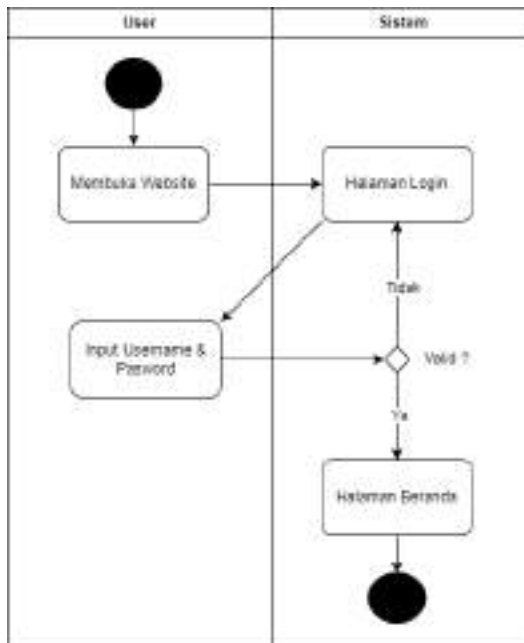 User
Sistem
Membuka Website
Halaman Login
Tidak
Input Username &
Pasword
Valid ?
Ya
Halaman Beranda